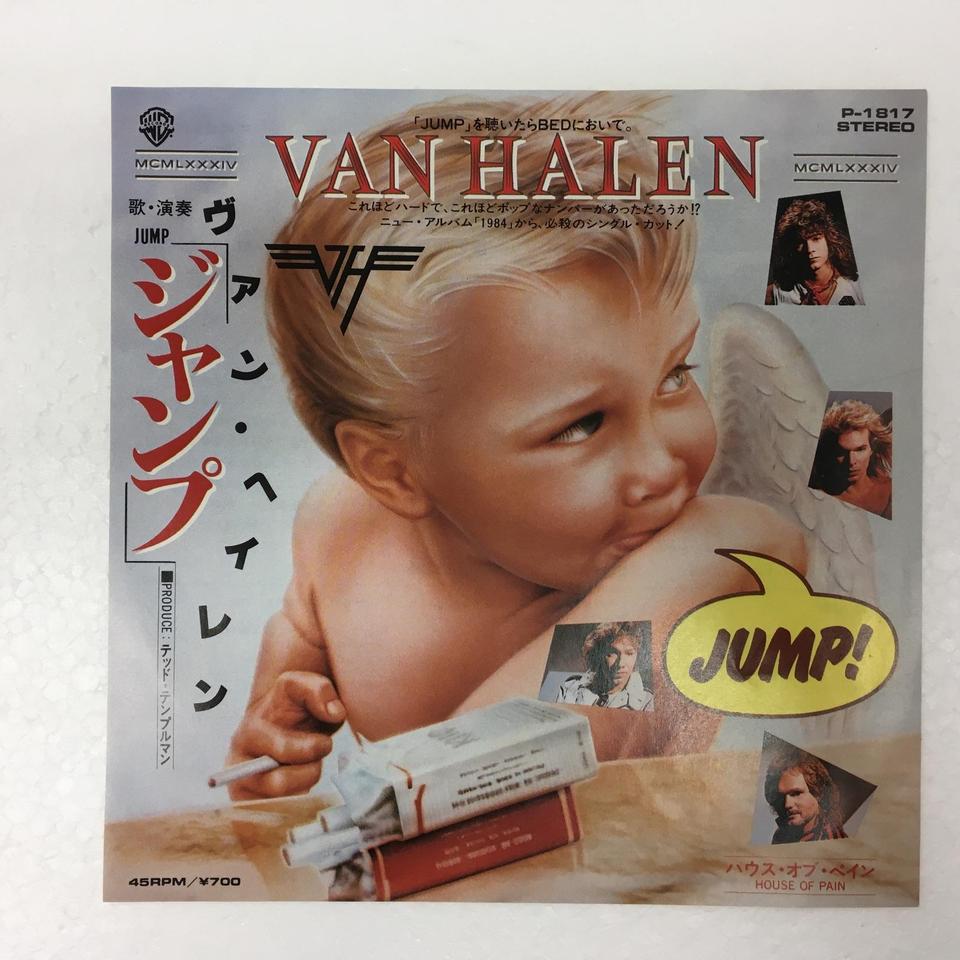 「JUMP」を聴いたらBEDにおいで。
P-1817
STEREO
VAN HALEN
MCMLXXXIV
MCMLXXXIV
これほどハードで、これほどポップなナンバーがあっただろうか!?
ニュー・アルバム「1984」から、必殺のシングル・カット!
歌・演奏
ヴァン・ヘイレン
JUMP
ジャンプ
VH
■PRODUCE:テッド・テンプルマン
JUMP!
45RPM/¥700
ハウス・オブ・ペイン
HOUSE OF PAIN